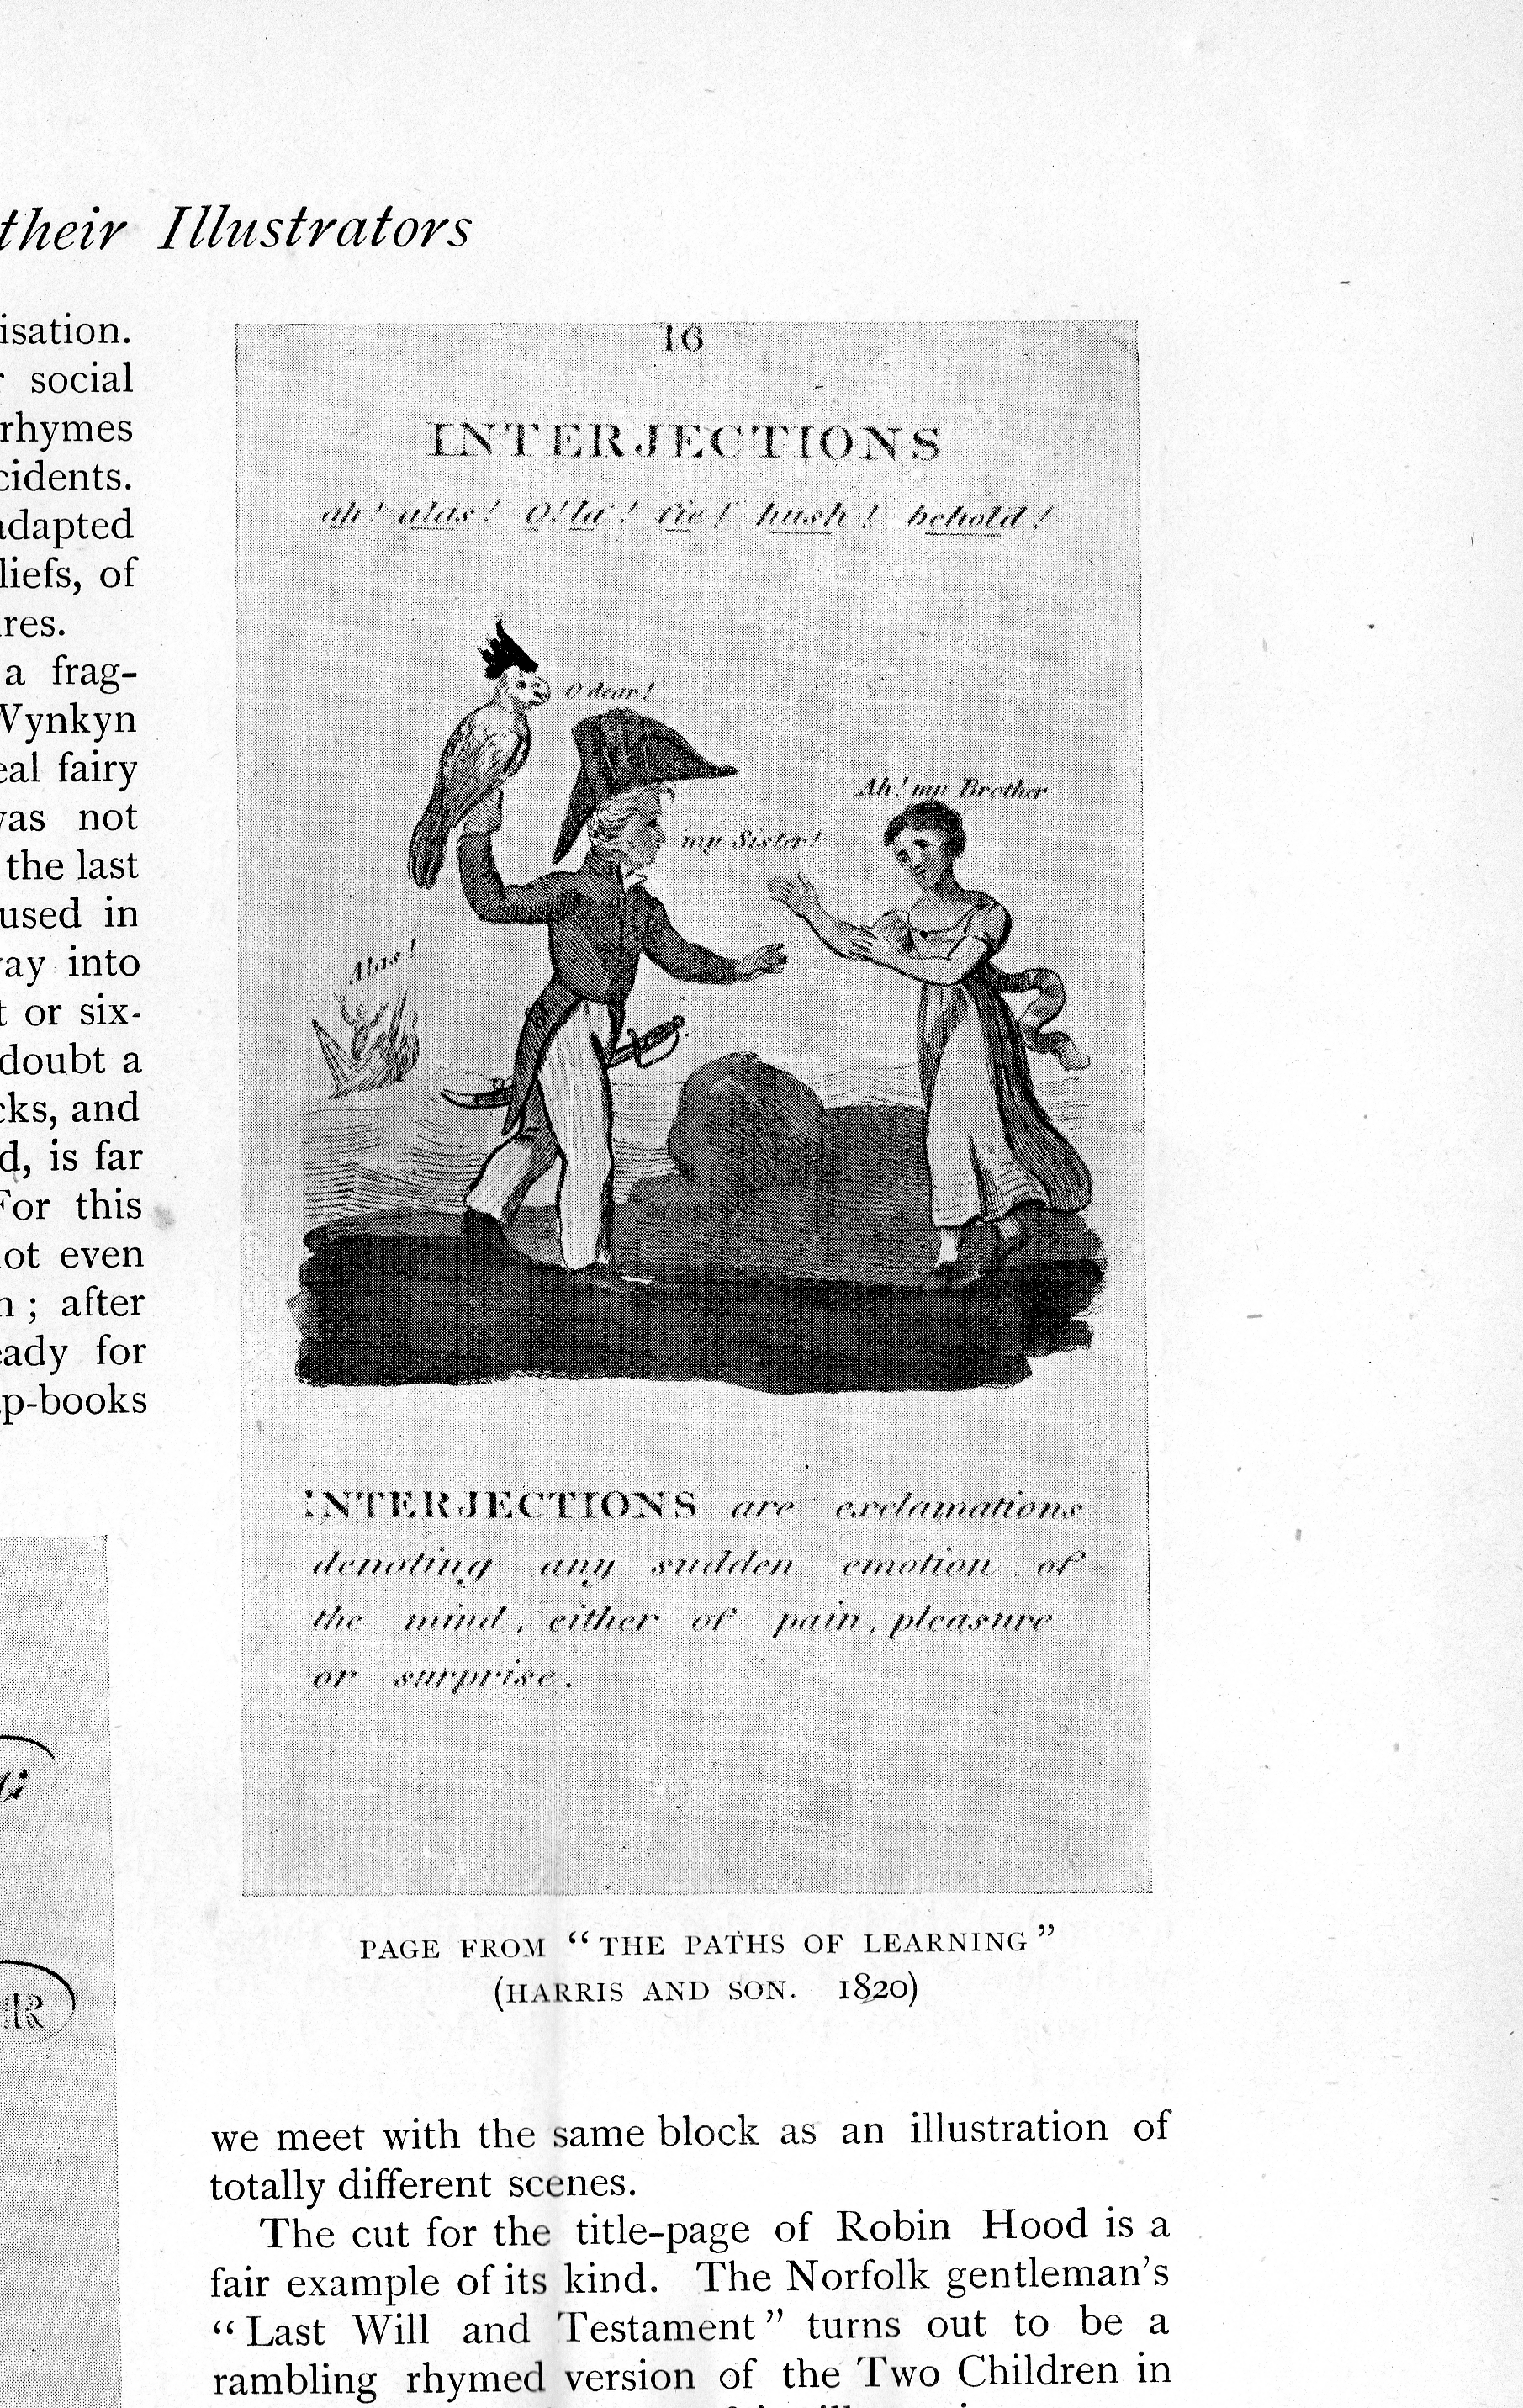 their Illustrators
isation.
r social
rhymes
cidents.
adapted
liefs, of
res.
a frag-
Wynkyn
eal fairy
was not
the last
used in
way into
t or six-
doubt a
cks, and
d, is far
For this
not even
n ; after
eady for
p-books
16
INTERJECTIONS
ah! alas! O! la! fie! hush! behold!
O dear!
Ah! my Brother
my Sister!
Alas!
INTERJECTIONS are exclamations
denoting any sudden emotion of
the mind, either of pain, pleasure
or surprise.
PAGE FROM “THE PATHS OF LEARNING”
(HARRIS AND SON. 1820)
we meet with the same block as an illustration of
totally different scenes.
The cut for the title-page of Robin Hood is a
fair example of its kind. The Norfolk gentleman's
“Last Will and Testament” turns out to be a
rambling rhymed version of the Two Children in